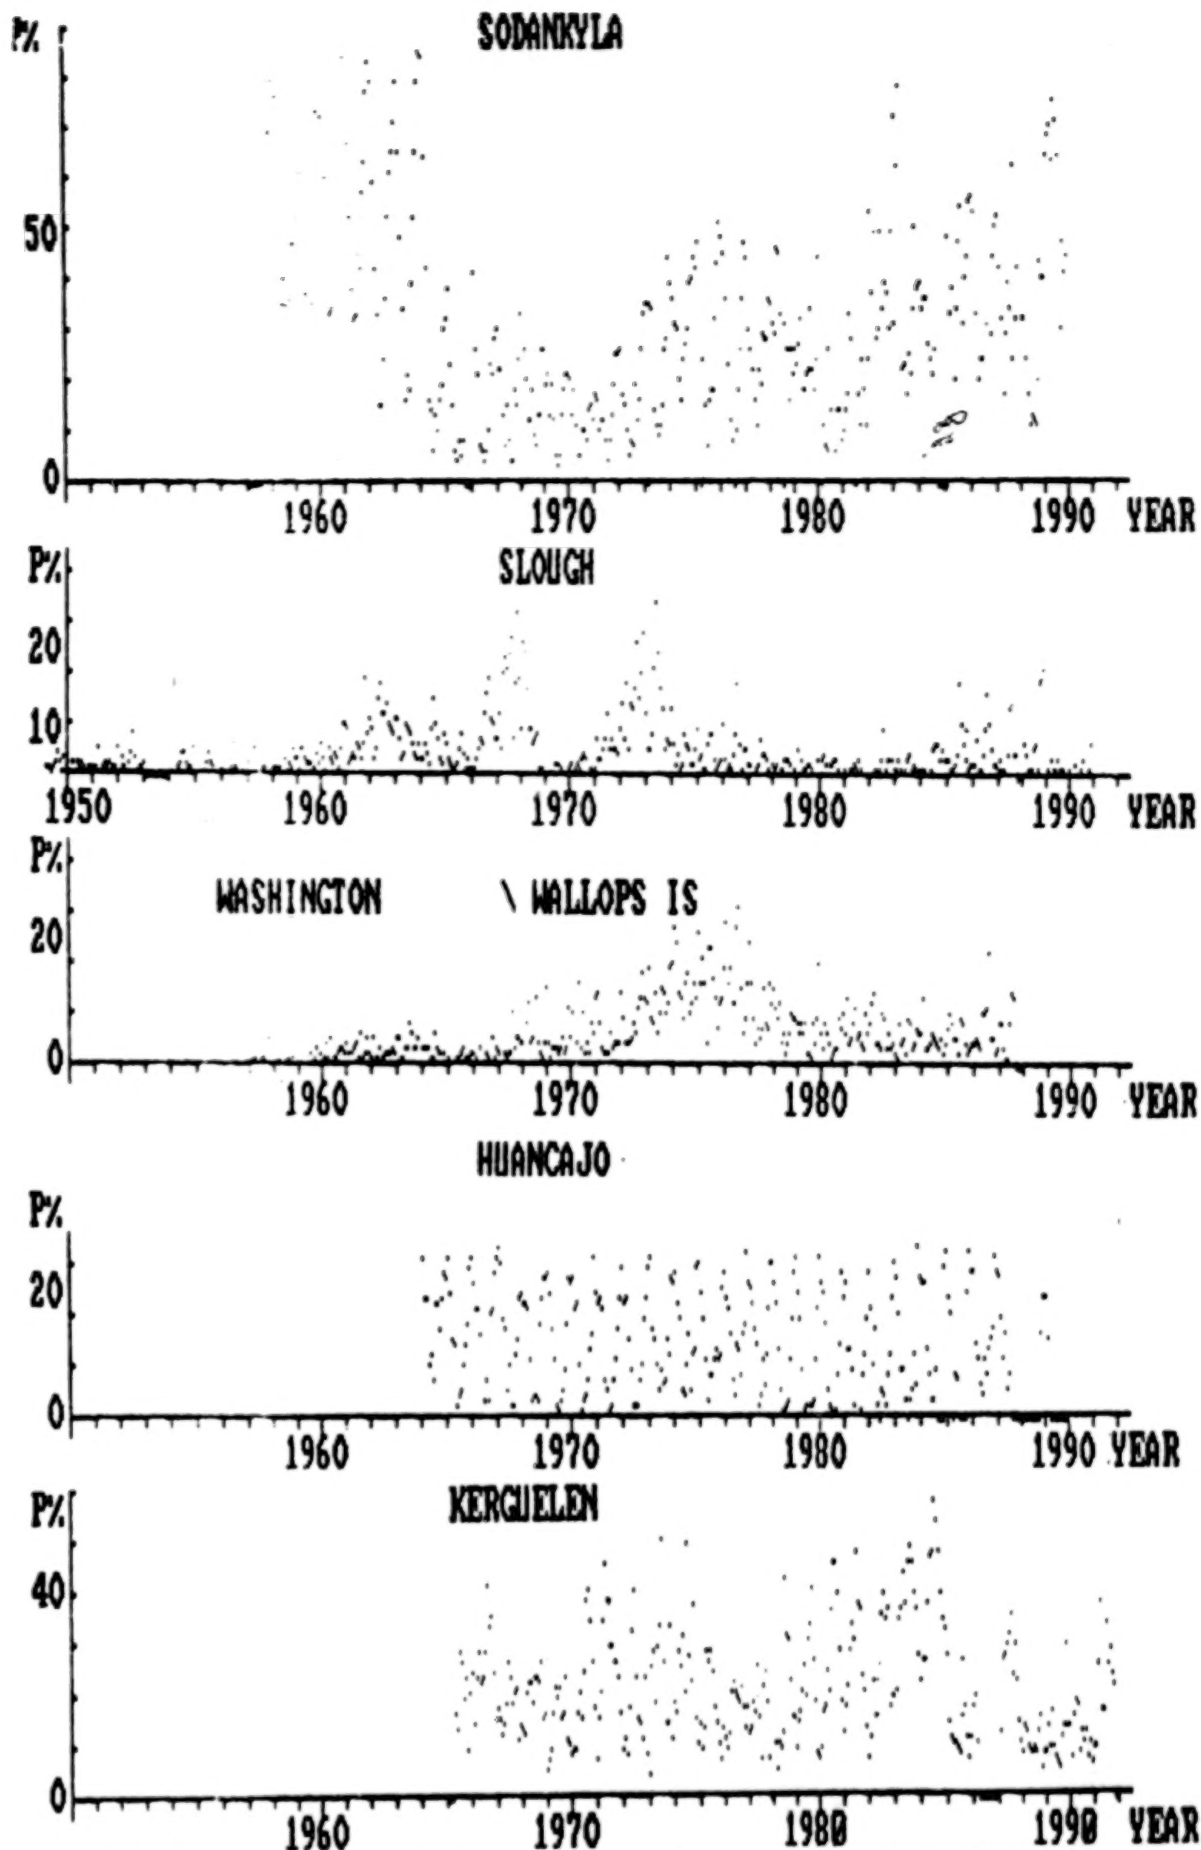 P% SODANKYLA
50
0
1960 1970 1980 1990 YEAR
P% SLOUGH
20
10
1950 1960 1970 1980 1990 YEAR
P%
WASHINGTON \ WALLOPS IS
20
0
1960 1970 1980 1990 YEAR
HUANCAJO
P%
20
0
1960 1970 1980 1990 YEAR
P% KERGUELEN
40
0
1960 1970 1980 1990 YEAR